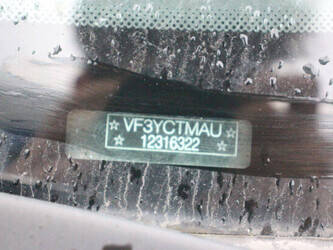 ☆ VF3YCTMAU ☆
☆ 12316322 ☆